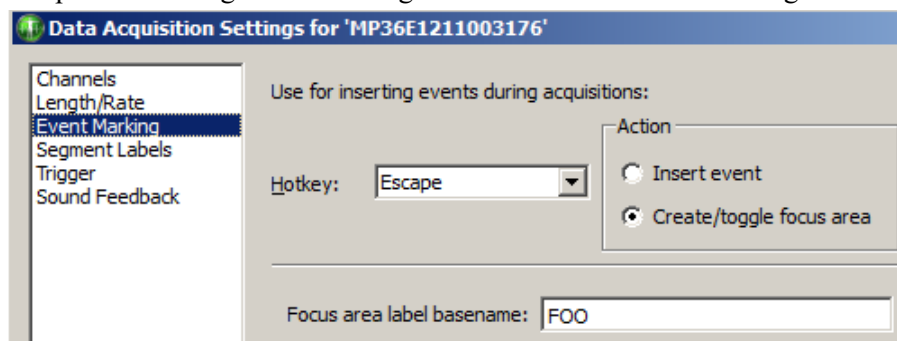 Data Acquisition Settings for 'MP36E1211003176'
Channels
Length/Rate
Event Marking
Segment Labels
Trigger
Sound Feedback
Use for inserting events during acquisitions:
Action
Hotkey: Escape
Insert event
Create/toggle focus area
Focus area label basename: FOO